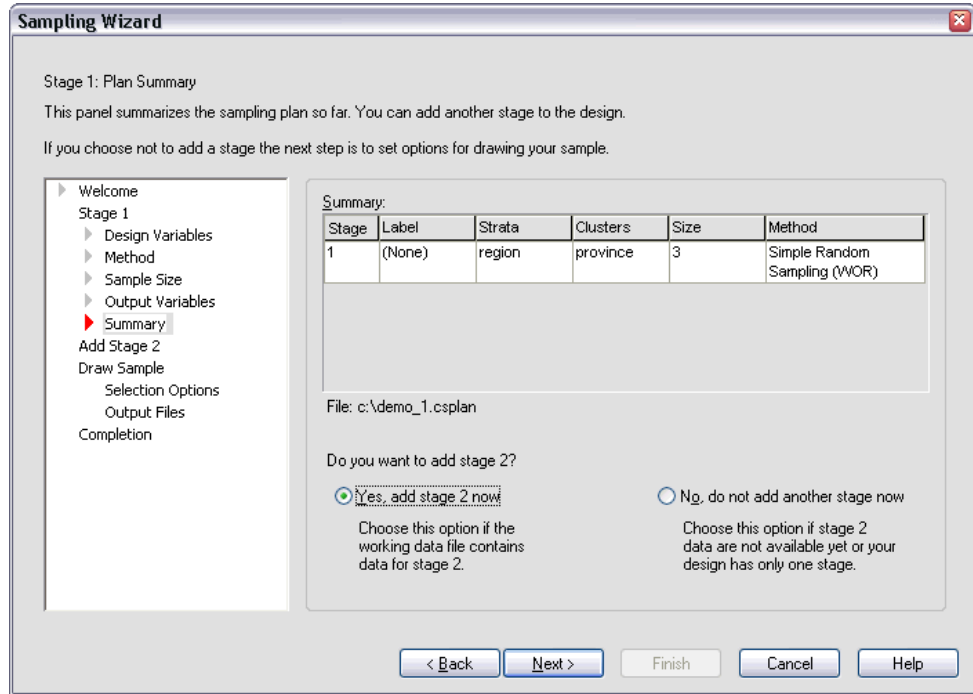 Sampling Wizard
Stage 1: Plan Summary
This panel summarizes the sampling plan so far. You can add another stage to the design.
If you choose not to add a stage the next step is to set options for drawing your sample.
Welcome
Stage 1
Design Variables
Method
Sample Size
Output Variables
Summary
Add Stage 2
Draw Sample
Selection Options
Output Files
Completion
Summary:
Stage Label Strata Clusters Size Method
1 (None) region province 3 Simple Random
Sampling (WOR)
File: c:\demo_1.csplan
Do you want to add stage 2?
Yes, add stage 2 now
Choose this option if the
working data file contains
data for stage 2.
No, do not add another stage now
Choose this option if stage 2
data are not available yet or your
design has only one stage.
< Back Next > Finish Cancel Help